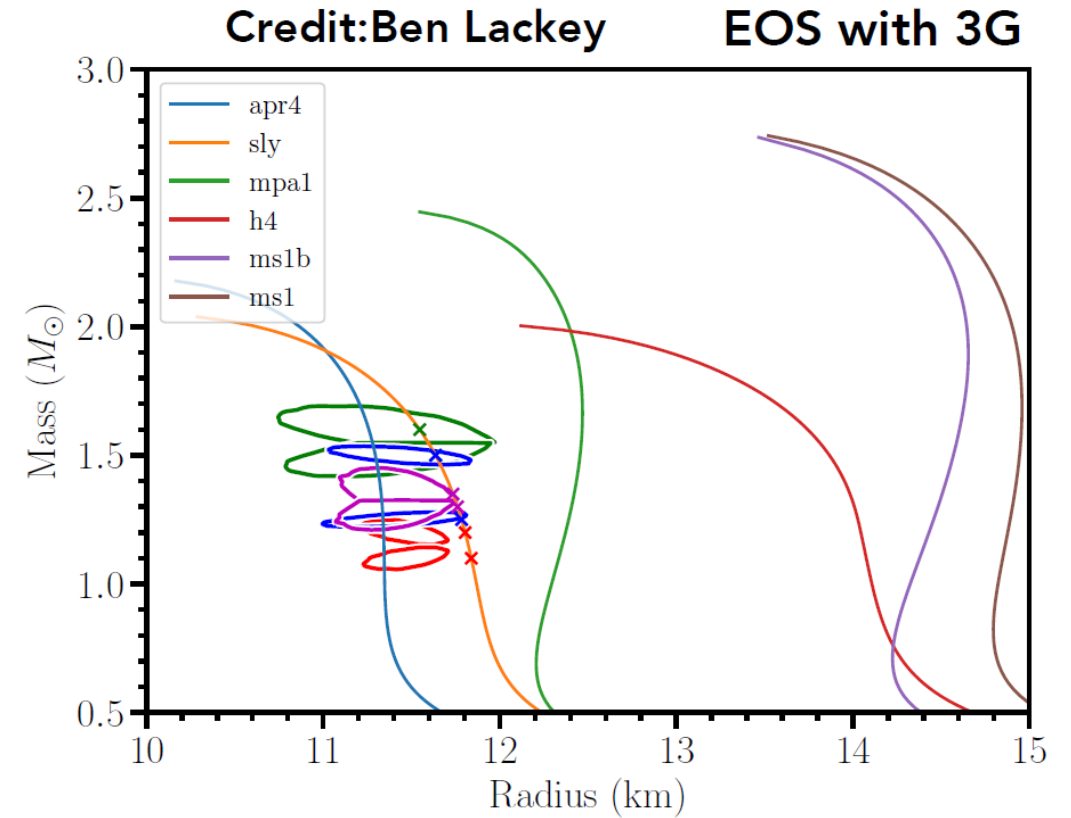 Credit:Ben Lackey
EOS with 3G
3.0
2.5
2.0
1.5
1.0
0.5
Mass (M⊙)
apr4
sly
mpa1
h4
ms1b
ms1
10
11
12
13
14
15
Radius (km)